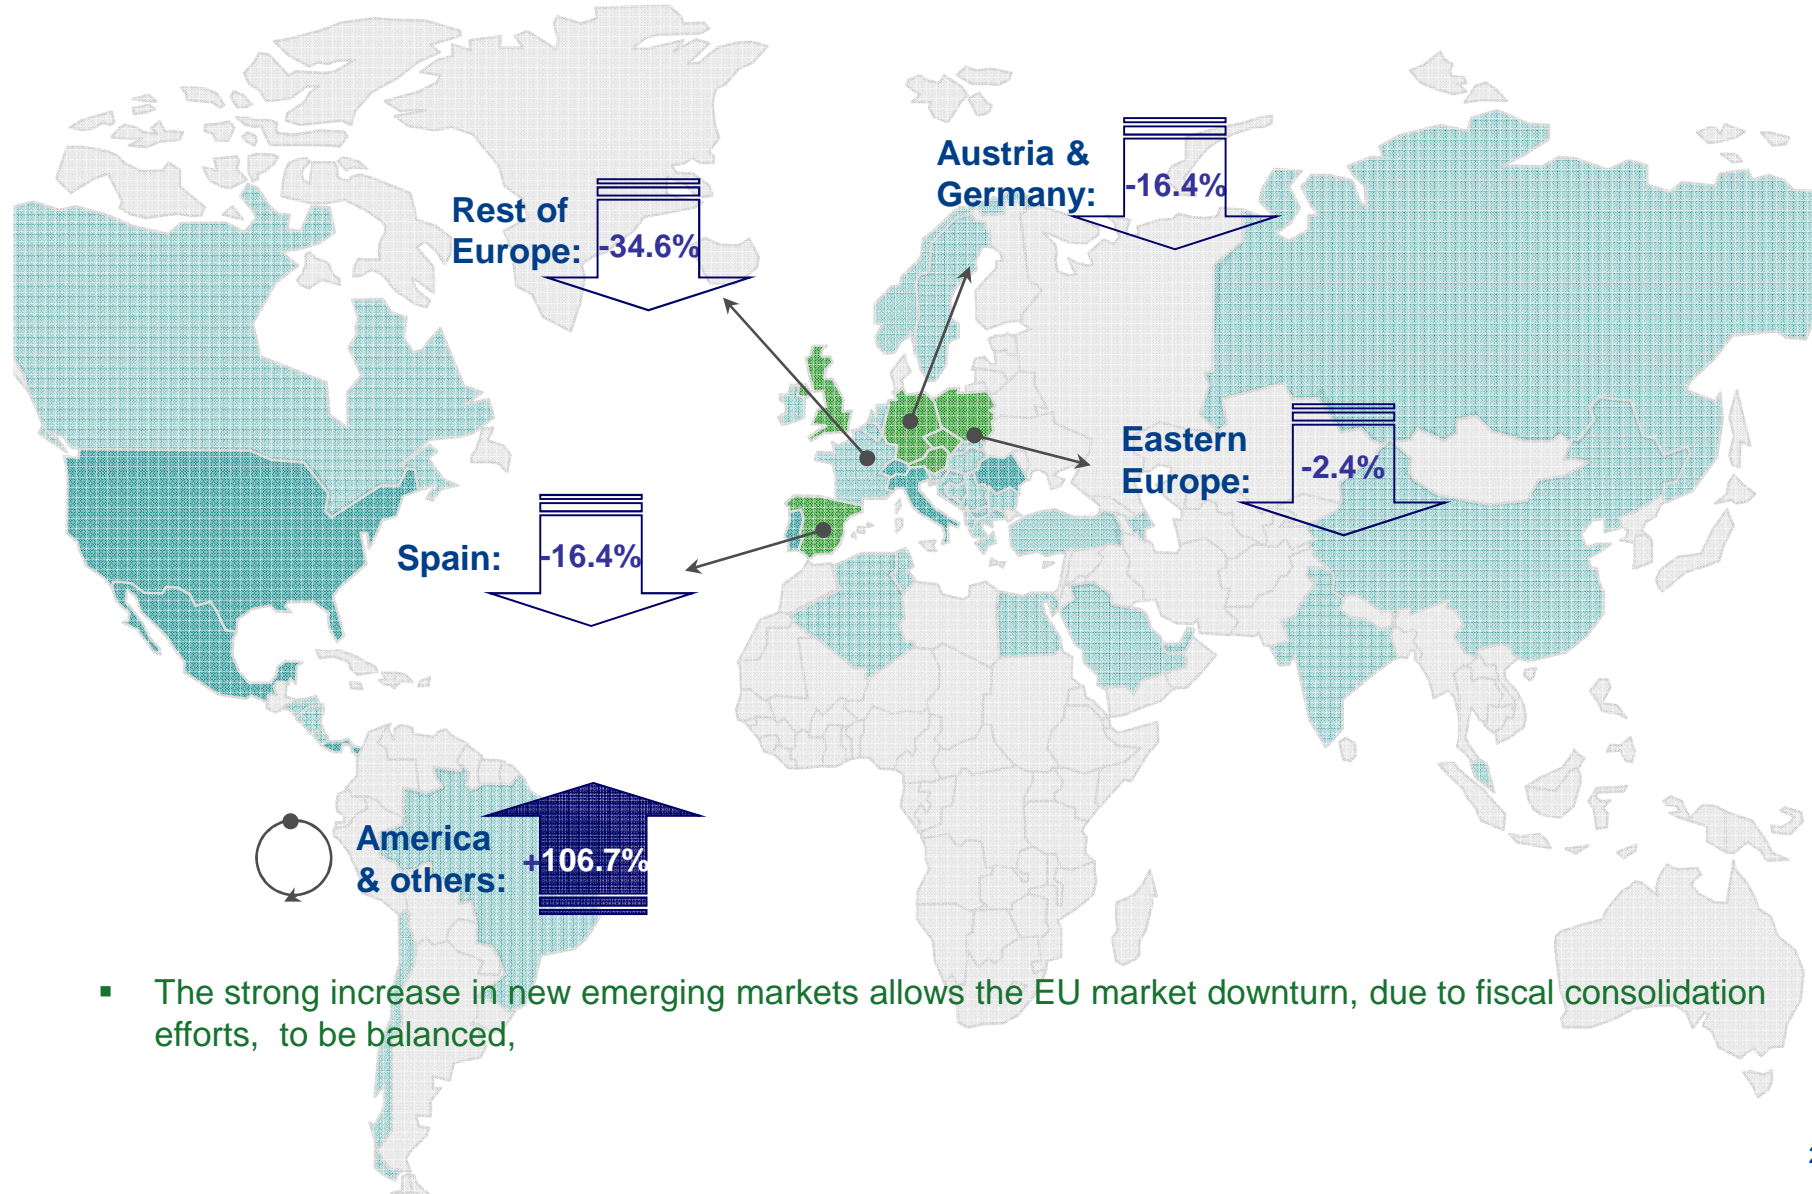 Austria &
Germany:
-16.4%
Rest of
Europe:
-34.6%
Eastern
Europe:
-2.4%
Spain:
-16.4%
America
& others:
+106.7%
▪ The strong increase in new emerging markets allows the EU market downturn, due to fiscal consolidation
efforts, to be balanced,